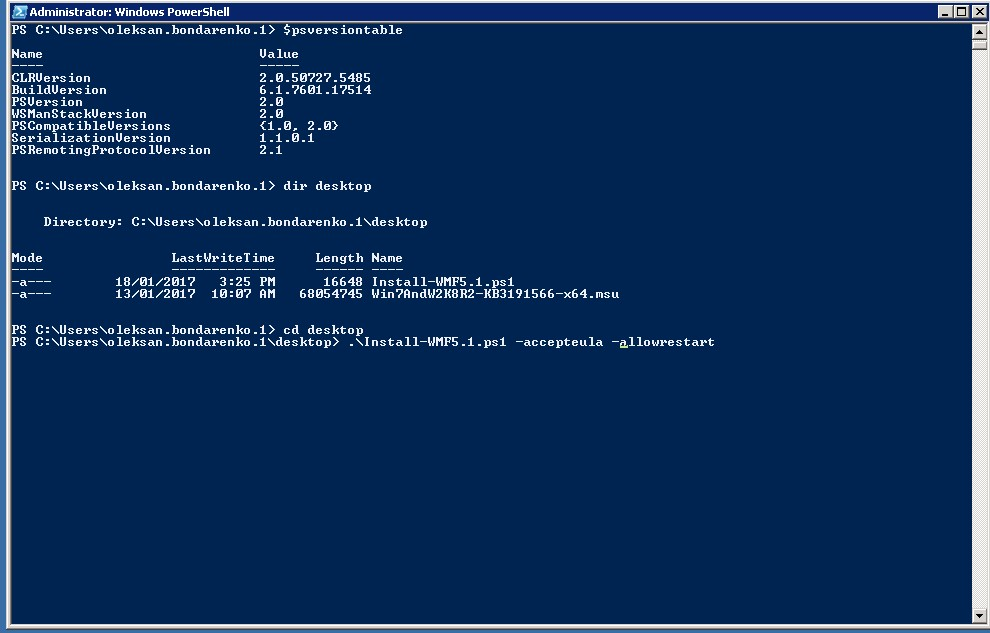 Administrator: Windows PowerShell
PS C:\Users\oleksan.bondarenko.1> $psversiontable
Name                           Value
----                           -----
CLRVersion                     2.0.50727.5485
BuildVersion                   6.1.7601.17514
PSVersion                      2.0
WSManStackVersion              2.0
PSCompatibleVersions           {1.0, 2.0}
SerializationVersion           1.1.0.1
PSRemotingProtocolVersion      2.1
PS C:\Users\oleksan.bondarenko.1> dir desktop
    Directory: C:\Users\oleksan.bondarenko.1\desktop
Mode                LastWriteTime     Length Name
----                -------------     ------ ----
-a---        18/01/2017   3:25 PM      16648 Install-WMF5.1.ps1
-a---        13/01/2017  10:07 AM   68054745 Win7AndW2K8R2-KB3191566-x64.msu
PS C:\Users\oleksan.bondarenko.1> cd desktop
PS C:\Users\oleksan.bondarenko.1\desktop> .\Install-WMF5.1.ps1 -accepteula -allowrestart